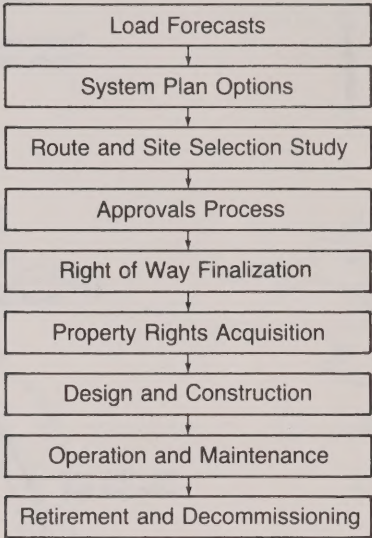 Load Forecasts
System Plan Options
Route and Site Selection Study
Approvals Process
Right of Way Finalization
Property Rights Acquisition
Design and Construction
Operation and Maintenance
Retirement and Decommissioning